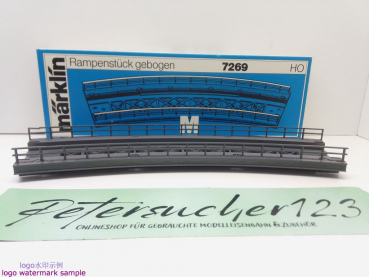 märklin
Rampenstück gebogen
7269
HO
M
Petersucher123
ONLINESHOP FÜR GEBRAUCHTE MODELLEISENBAHN & ZUBEHÖR
logo水印示例
logo watermark sample